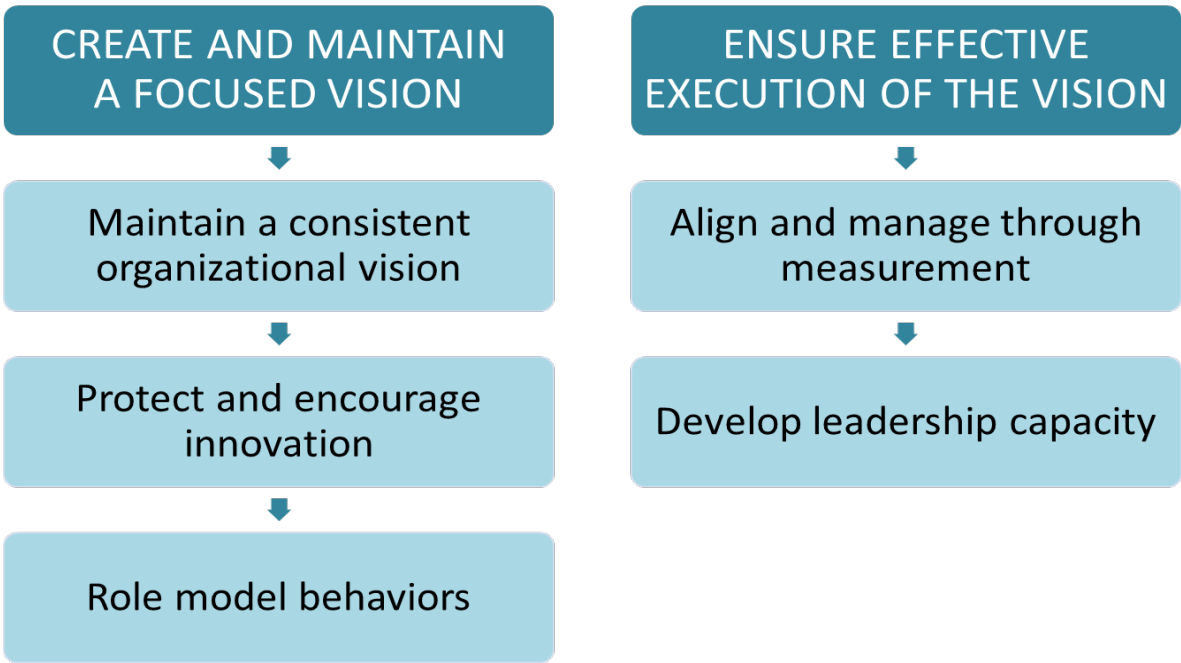 CREATE AND MAINTAIN
A FOCUSED VISION
Maintain a consistent
organizational vision
Protect and encourage
innovation
Role model behaviors
ENSURE EFFECTIVE
EXECUTION OF THE VISION
Align and manage through
measurement
Develop leadership capacity